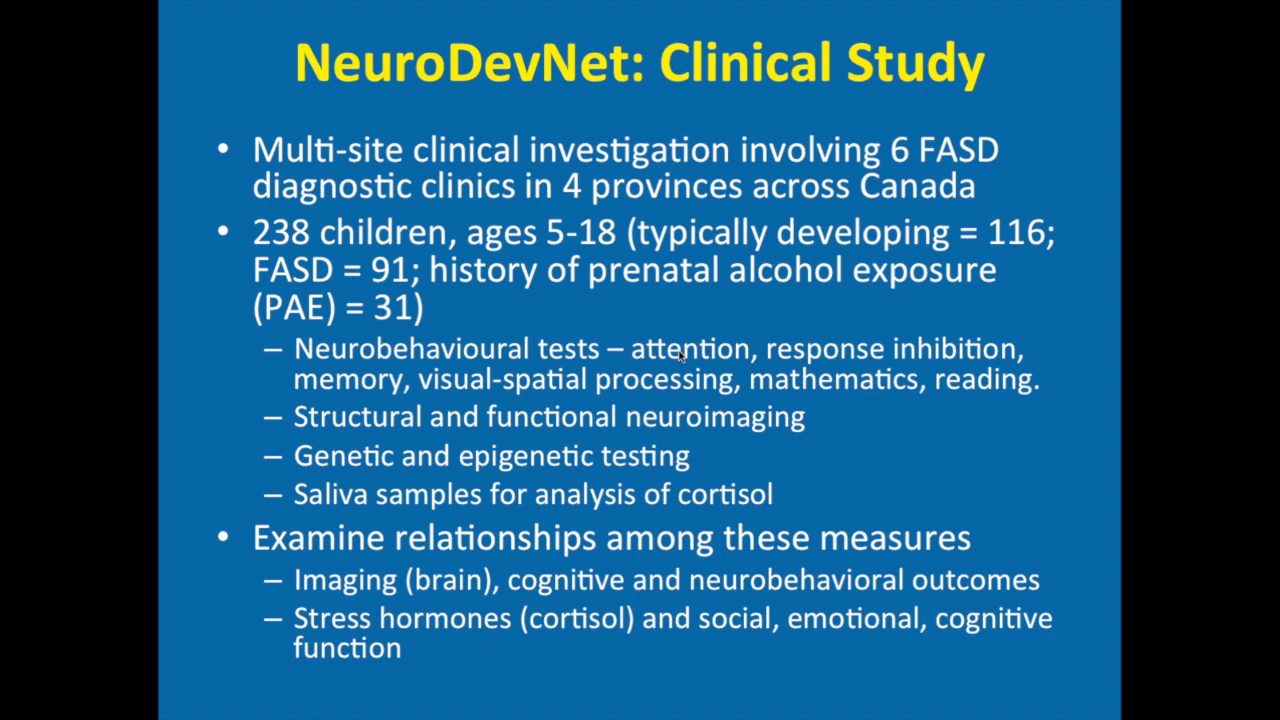 NeuroDevNet: Clinical Study
• Multi-site clinical investigation involving 6 FASD
diagnostic clinics in 4 provinces across Canada
• 238 children, ages 5-18 (typically developing = 116;
FASD = 91; history of prenatal alcohol exposure
(PAE) = 31)
– Neurobehavioural tests – attention, response inhibition,
memory, visual-spatial processing, mathematics, reading.
– Structural and functional neuroimaging
– Genetic and epigenetic testing
– Saliva samples for analysis of cortisol
• Examine relationships among these measures
– Imaging (brain), cognitive and neurobehavioral outcomes
– Stress hormones (cortisol) and social, emotional, cognitive
function